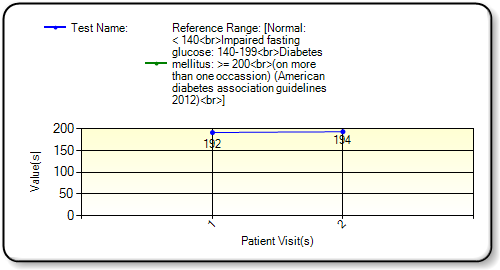 Test Name:
Reference Range: [Normal:
< 140<br>Impaired fasting
glucose: 140-199<br>Diabetes
mellitus: >= 200<br>(on more
than one occassion) (American
diabetes association guidelines
2012)<br>]
200
150
100
50
0
192
194
Value(s)
1
2
Patient Visit(s)